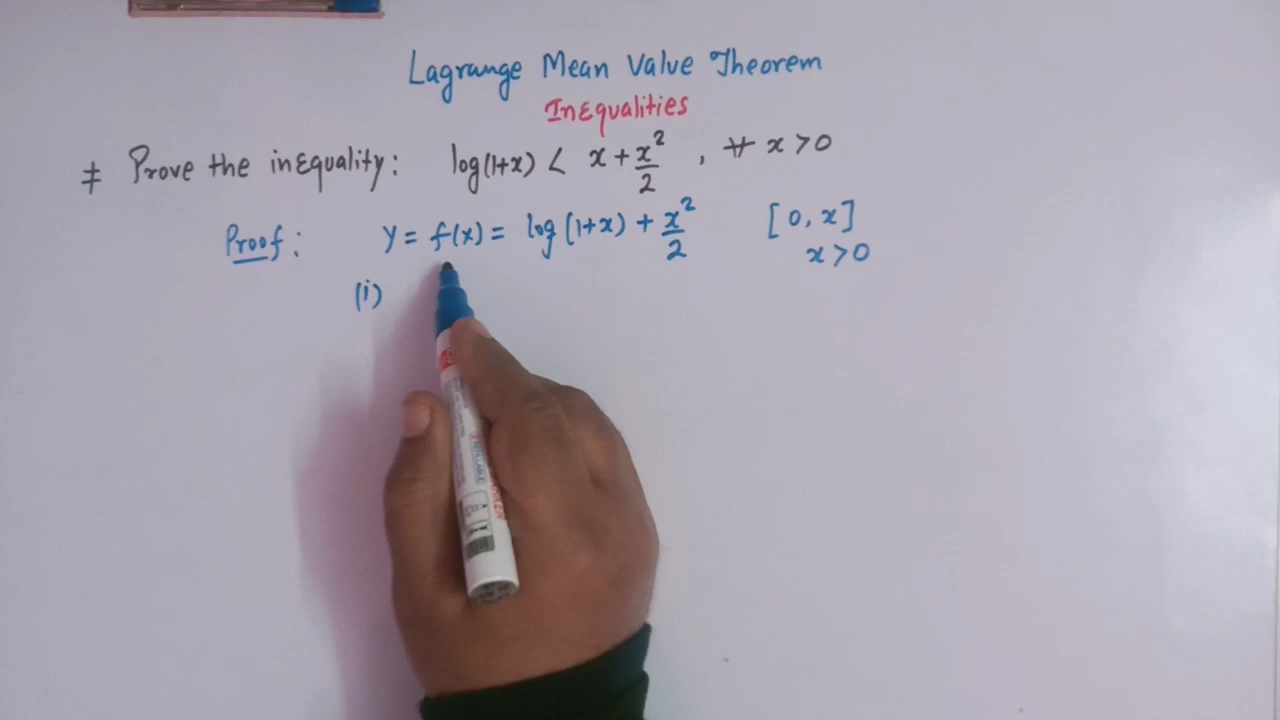 Lagrange Mean Value Theorem
Inequalities
‡ Prove the inequality: log(1+x) < x + x²/2 , ∀ x > 0
Proof: y = f(x) = log(1+x) + x²/2 [0, x]
x > 0
(i)